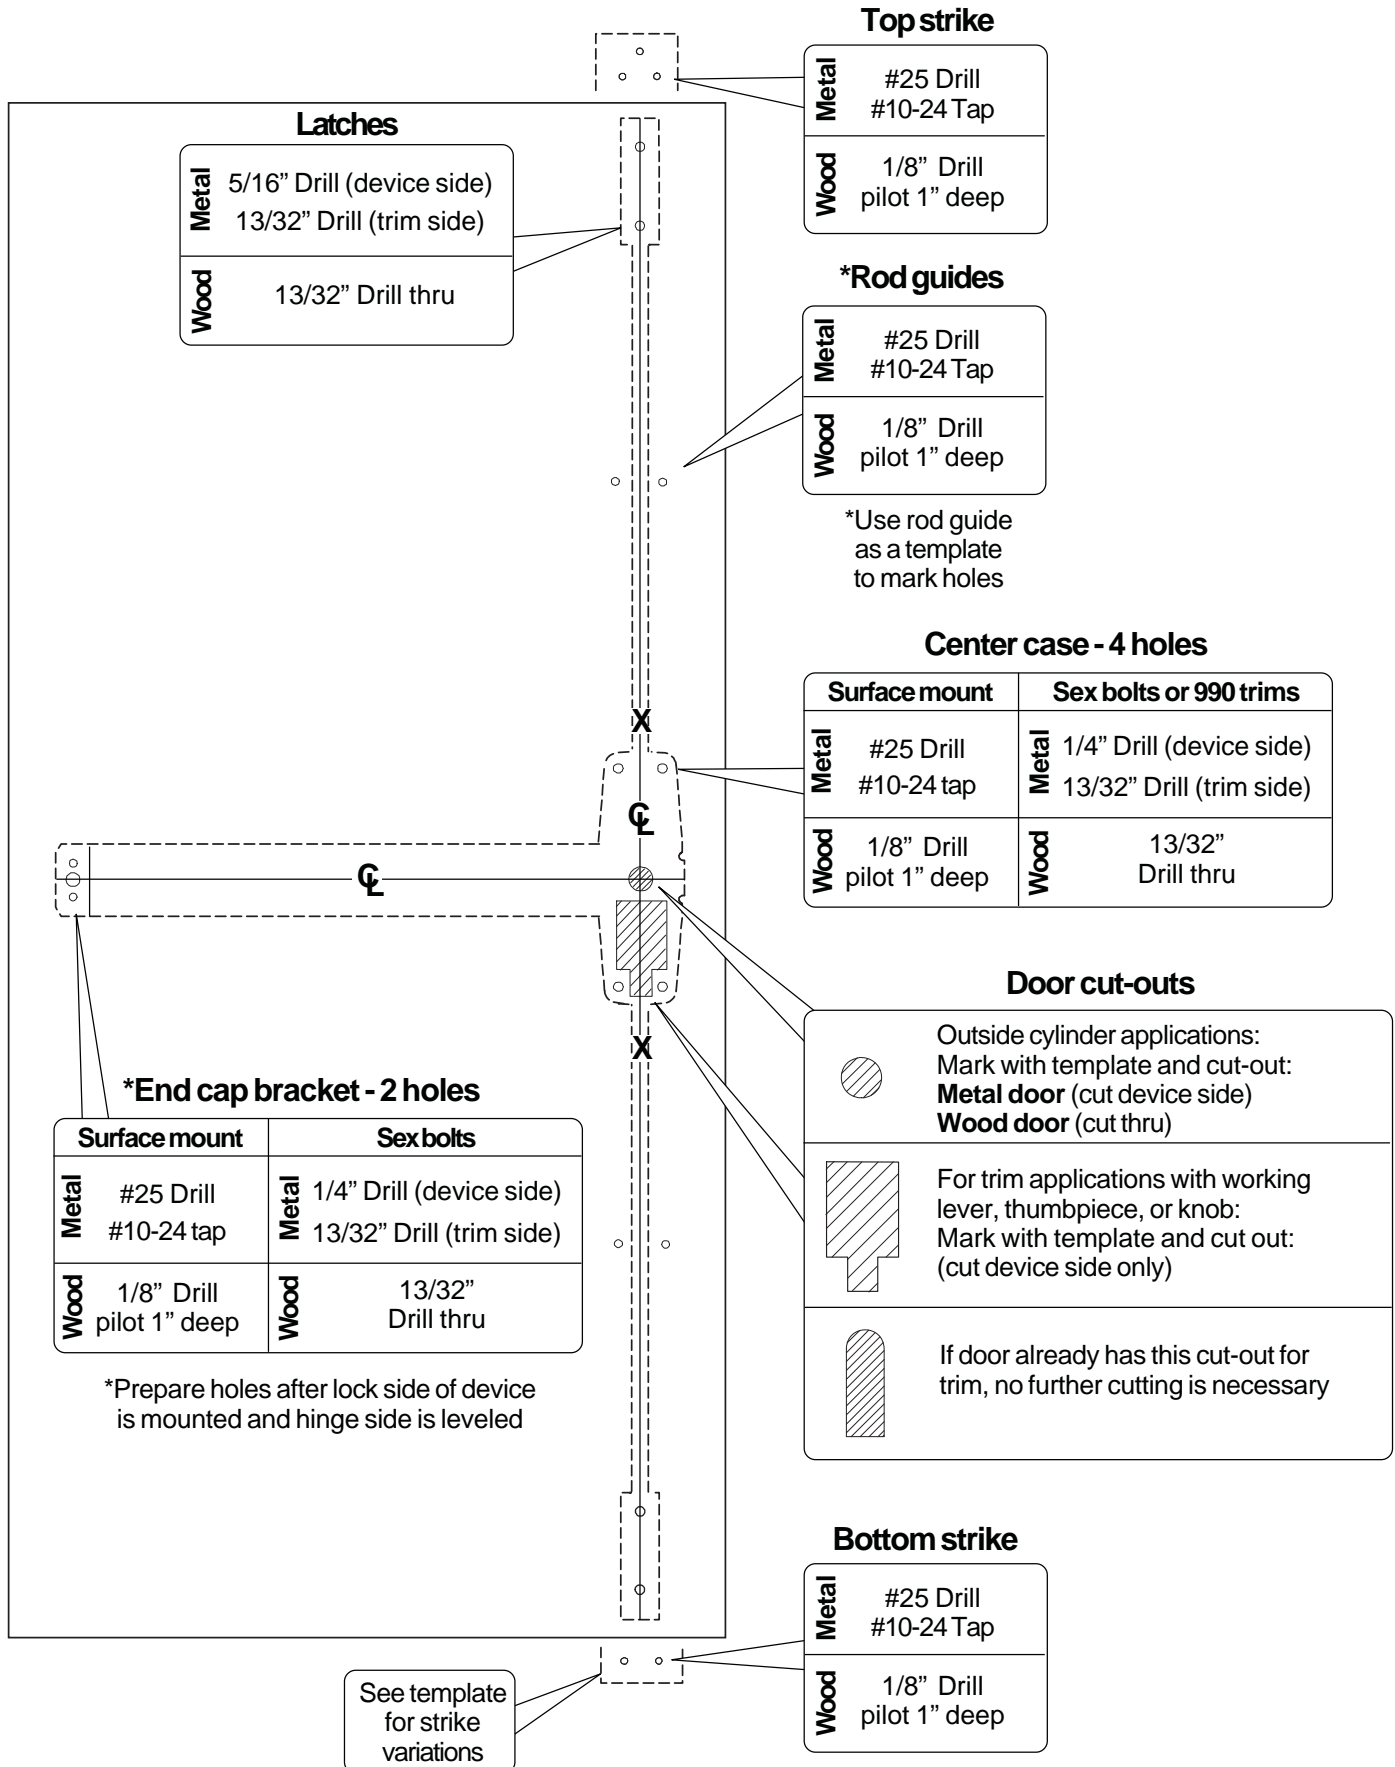 Top strike
Metal
#25 Drill
#10-24 Tap
Wood
1/8” Drill
pilot 1” deep
Latches
Metal
5/16” Drill (device side)
13/32” Drill (trim side)
Wood
13/32” Drill thru
*Rod guides
Metal
#25 Drill
#10-24 Tap
Wood
1/8” Drill
pilot 1” deep
*Use rod guide
as a template
to mark holes
Center case - 4 holes
Surface mount
Sex bolts or 990 trims
Metal
#25 Drill
#10-24 tap
Metal
1/4” Drill (device side)
13/32” Drill (trim side)
Wood
1/8” Drill
pilot 1” deep
Wood
13/32”
Drill thru
X
℄
℄
X
Door cut-outs
Outside cylinder applications:
Mark with template and cut-out:
Metal door (cut device side)
Wood door (cut thru)
For trim applications with working
lever, thumbpiece, or knob:
Mark with template and cut out:
(cut device side only)
If door already has this cut-out for
trim, no further cutting is necessary
*End cap bracket - 2 holes
Surface mount
Sex bolts
Metal
#25 Drill
#10-24 tap
Metal
1/4” Drill (device side)
13/32” Drill (trim side)
Wood
1/8” Drill
pilot 1” deep
Wood
13/32”
Drill thru
*Prepare holes after lock side of device
is mounted and hinge side is leveled
Bottom strike
Metal
#25 Drill
#10-24 Tap
Wood
1/8” Drill
pilot 1” deep
See template
for strike
variations